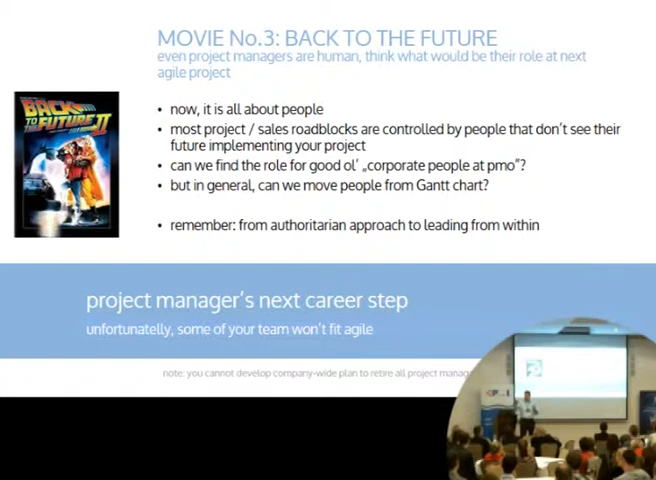 MOVIE No.3: BACK TO THE FUTURE
even project managers are human, think what would be their role at next
agile project
BACK
TO THE
FUTURE
II
• now, it is all about people
• most project / sales roadblocks are controlled by people that don't see their
future implementing your project
• can we find the role for good ol' „corporate people at pmo"?
• but in general, can we move people from Gantt chart?
• remember: from authoritarian approach to leading from within
project manager's next career step
unfortunatelly, some of your team won't fit agile
note: you cannot develop company-wide plan to retire all project